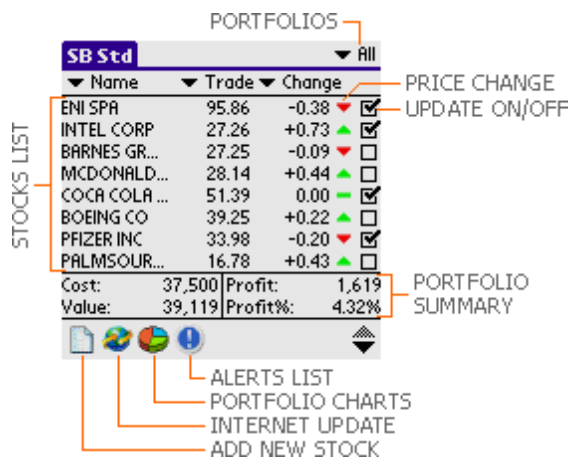 PORTFOLIOS
SB Std All
Name Trade Change
PRICE CHANGE
ENI SPA 95.86 -0.38
UPDATE ON/OFF
INTEL CORP 27.26 +0.73
BARNES GR... 27.25 -0.09
MCDONALD... 28.14 +0.44
STOCKS LIST
COCA COLA ... 51.39 0.00
BOEING CO 39.25 +0.22
PFIZER INC 33.98 -0.20
PALMSOUR... 16.78 +0.43
Cost: 37,500 Profit: 1,619
Value: 39,119 Profit%: 4.32%
PORTFOLIO
SUMMARY
ALERTS LIST
PORTFOLIO CHARTS
INTERNET UPDATE
ADD NEW STOCK